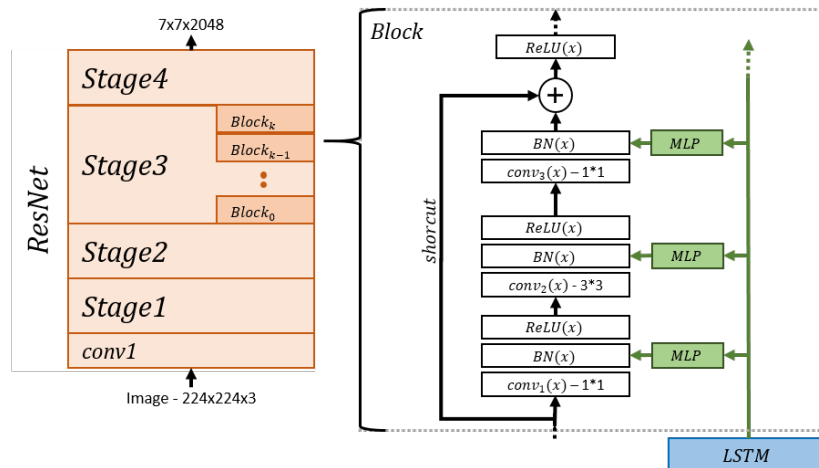 7x7x2048
ResNet
Stage4
Stage3
Block_k
Block_{k-1}
Block_0
Stage2
Stage1
conv1
Image - 224x224x3
Block
ReLU(x)
+
BN(x)
MLP
conv_3(x) - 1*1
shorcut
ReLU(x)
BN(x)
MLP
conv_2(x) - 3*3
ReLU(x)
BN(x)
MLP
conv_1(x) - 1*1
LSTM